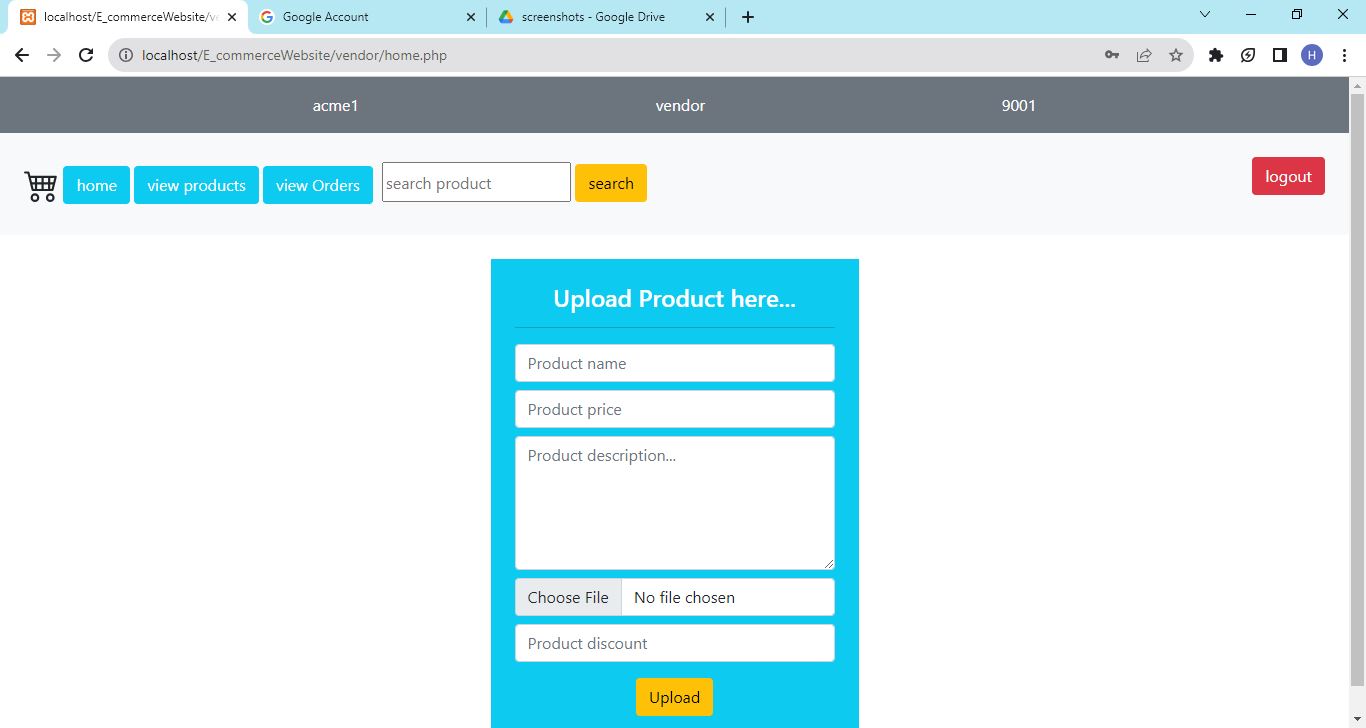 localhost/E_commerceWebsite/ve
Google Account
screenshots - Google Drive
localhost/E_commerceWebsite/vendor/home.php
H
acme1 vendor 9001
home view products view Orders search product search logout
Upload Product here...
Product name
Product price
Product description...
Choose File No file chosen
Product discount
Upload